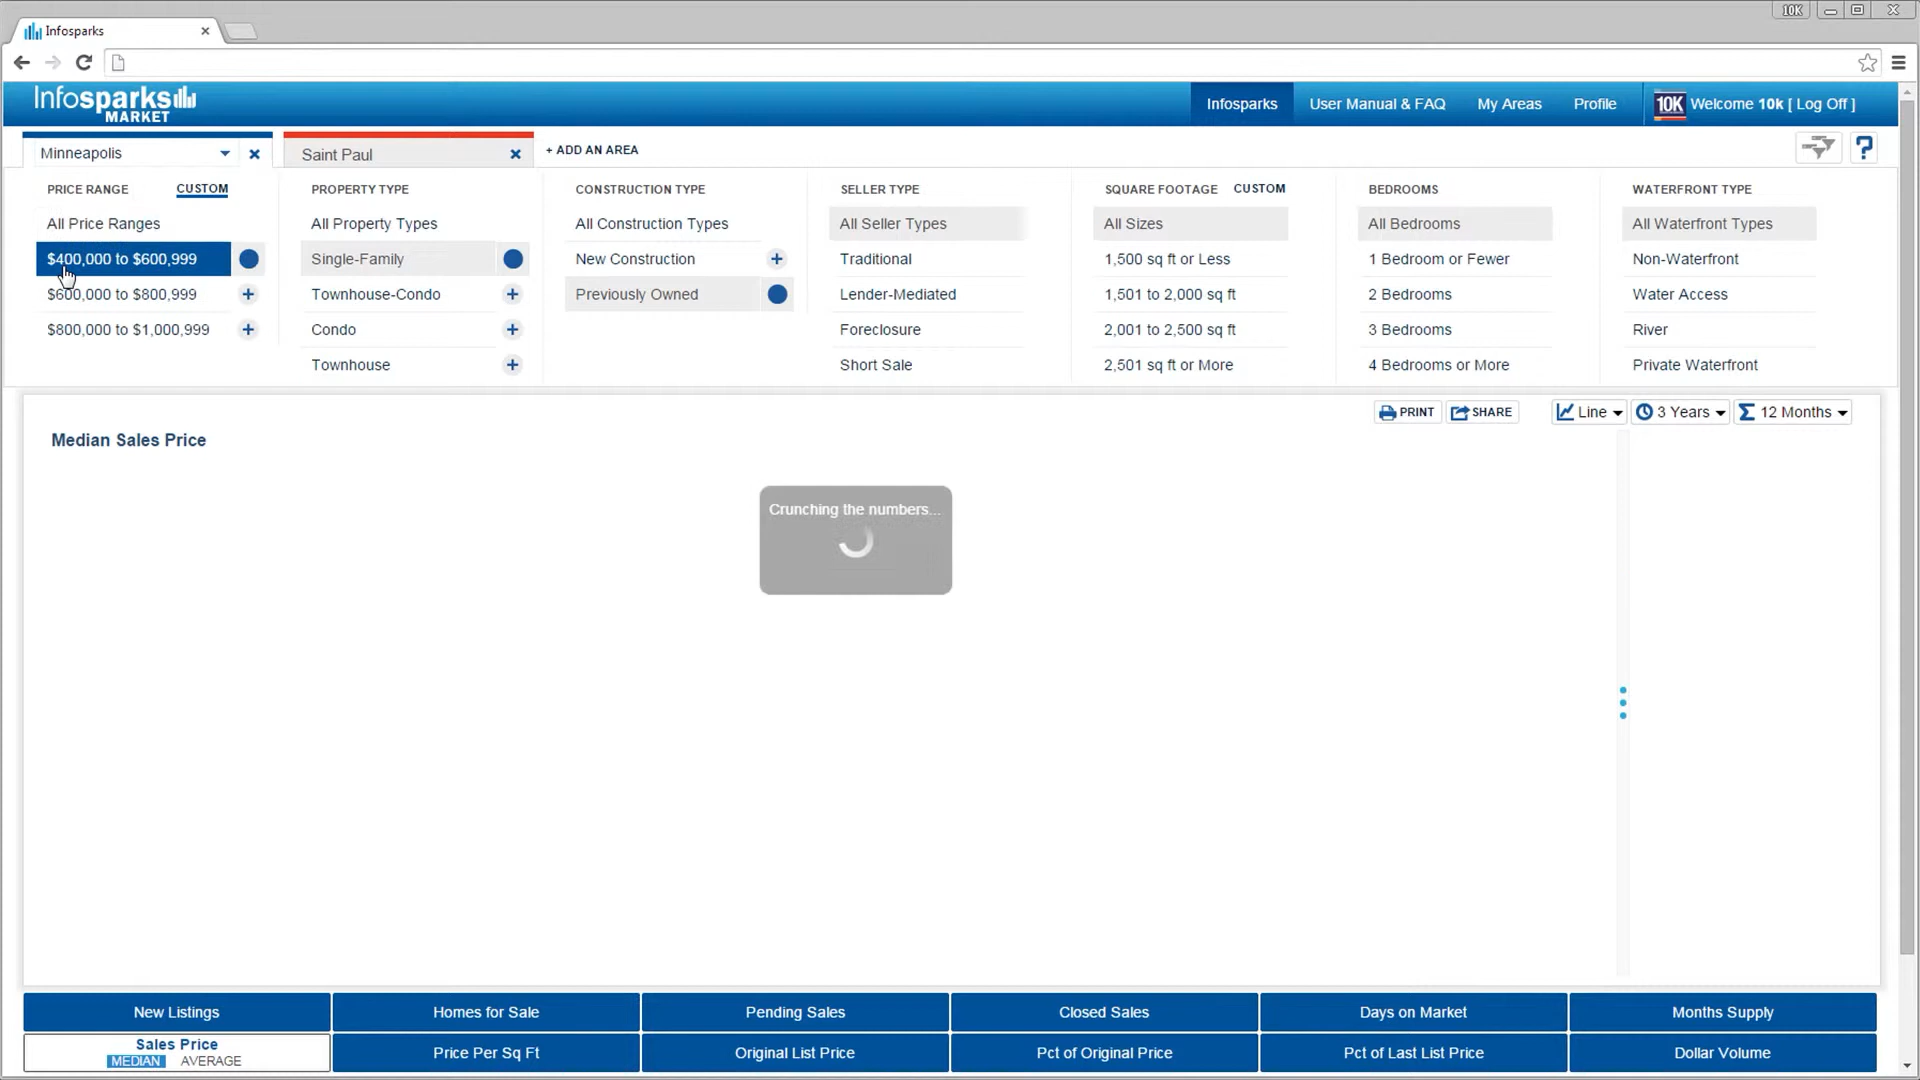 10K
Infosparks
Infosparks
MARKET
Infosparks
User Manual & FAQ
My Areas
Profile
10K
Welcome 10k [ Log Off ]
Minneapolis
Saint Paul
+ ADD AN AREA
?
PRICE RANGE
CUSTOM
All Price Ranges
$400,000 to $600,999
$600,000 to $800,999
$800,000 to $1,000,999
PROPERTY TYPE
All Property Types
Single-Family
Townhouse-Condo
Condo
Townhouse
CONSTRUCTION TYPE
All Construction Types
New Construction
Previously Owned
SELLER TYPE
All Seller Types
Traditional
Lender-Mediated
Foreclosure
Short Sale
SQUARE FOOTAGE
CUSTOM
All Sizes
1,500 sq ft or Less
1,501 to 2,000 sq ft
2,001 to 2,500 sq ft
2,501 sq ft or More
BEDROOMS
All Bedrooms
1 Bedroom or Fewer
2 Bedrooms
3 Bedrooms
4 Bedrooms or More
WATERFRONT TYPE
All Waterfront Types
Non-Waterfront
Water Access
River
Private Waterfront
PRINT
SHARE
Line
3 Years
Σ 12 Months
Median Sales Price
Crunching the numbers...
New Listings
Homes for Sale
Pending Sales
Closed Sales
Days on Market
Months Supply
Sales Price
MEDIAN AVERAGE
Price Per Sq Ft
Original List Price
Pct of Original Price
Pct of Last List Price
Dollar Volume